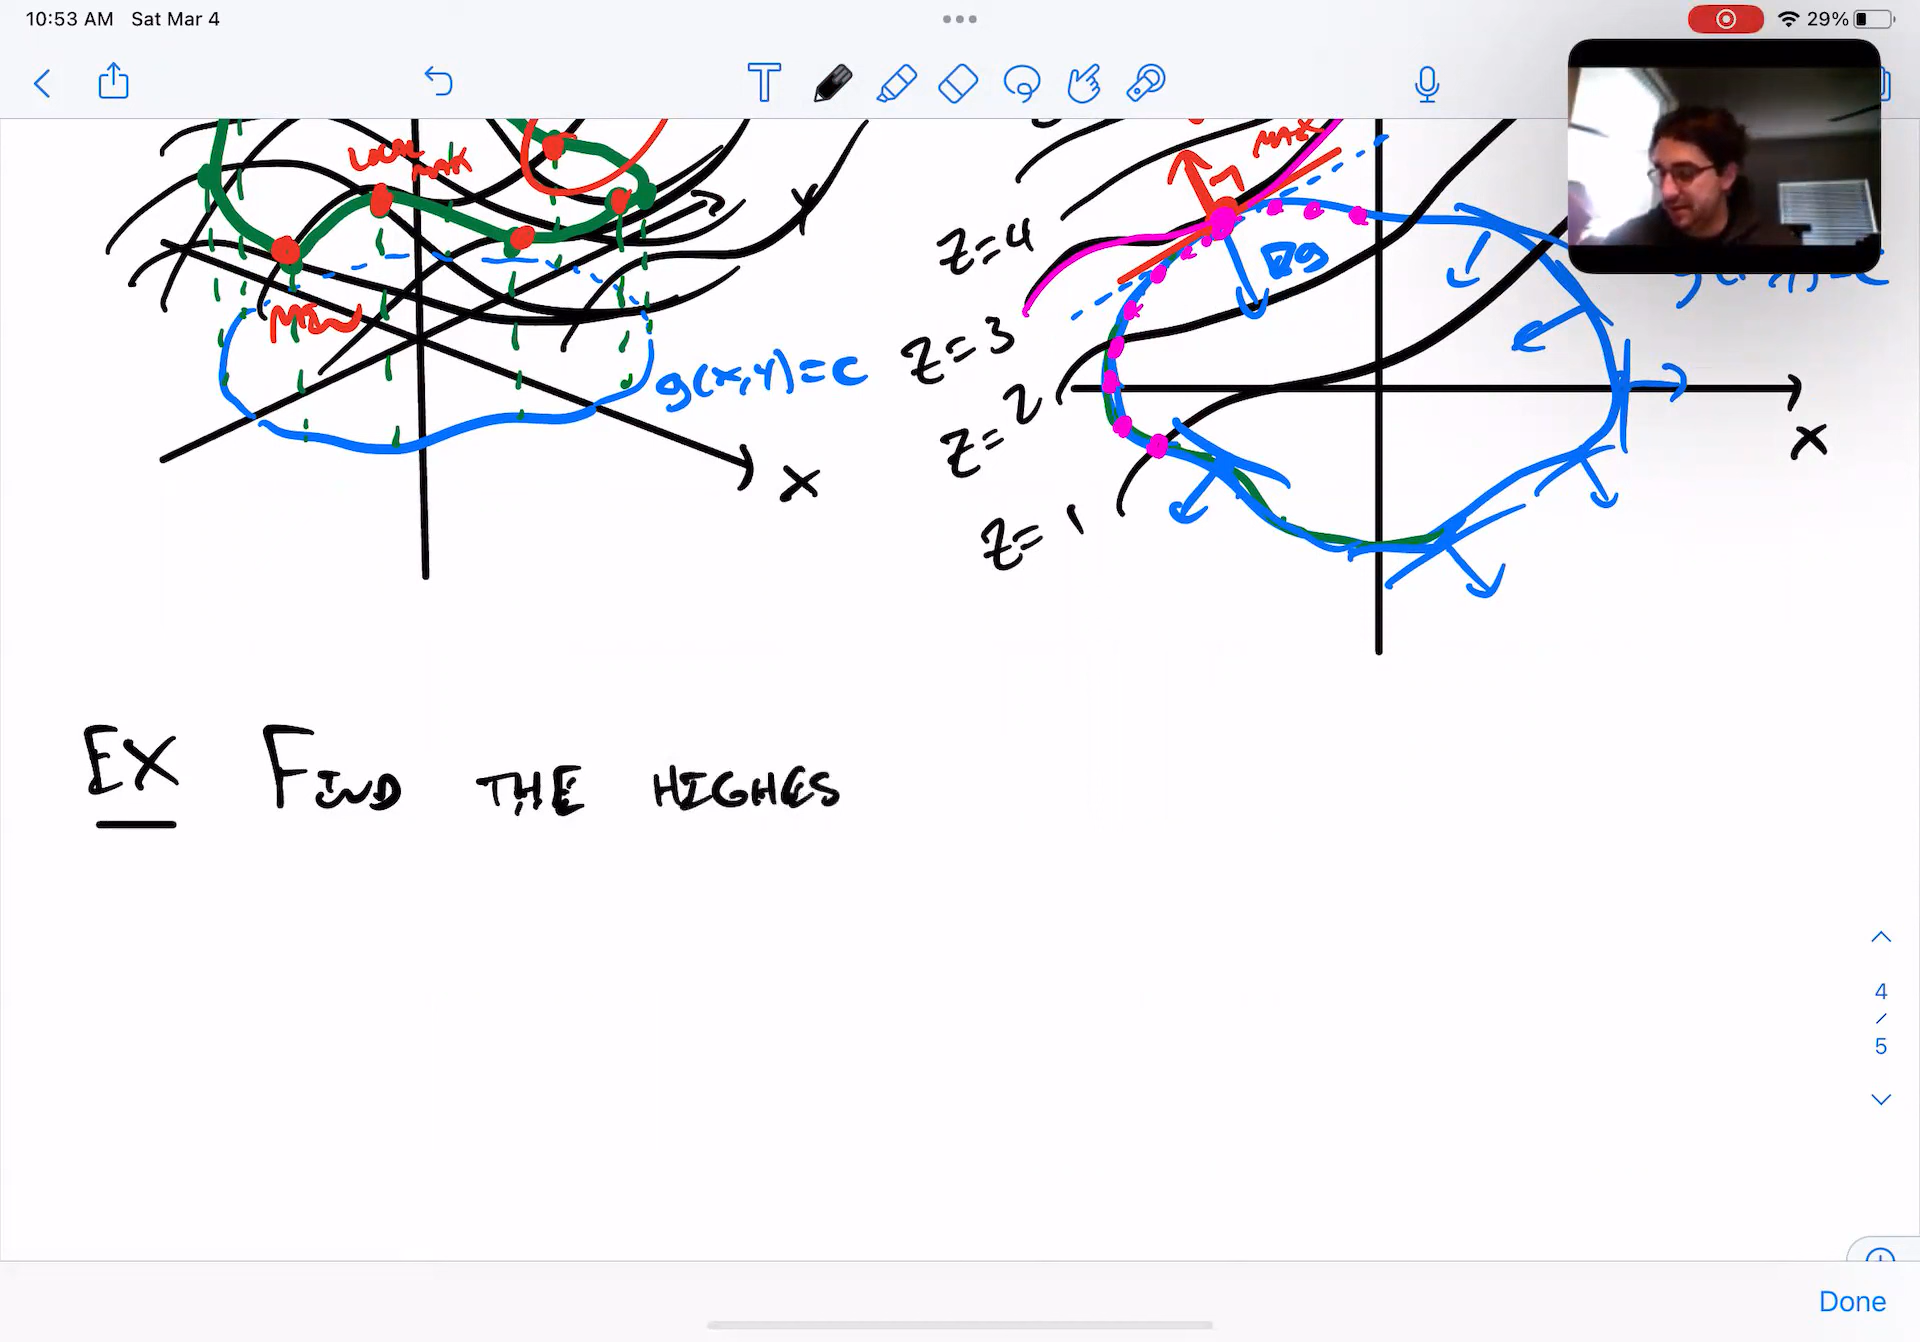 10:53 AM Sat Mar 4
29%
LOCAL
MAX
MAX
MIN
g(x,y)=c
x
y
z=4
z=3
z=2
z=1
∇g
x
EX FIND THE HIGHES
4
/
5
Done